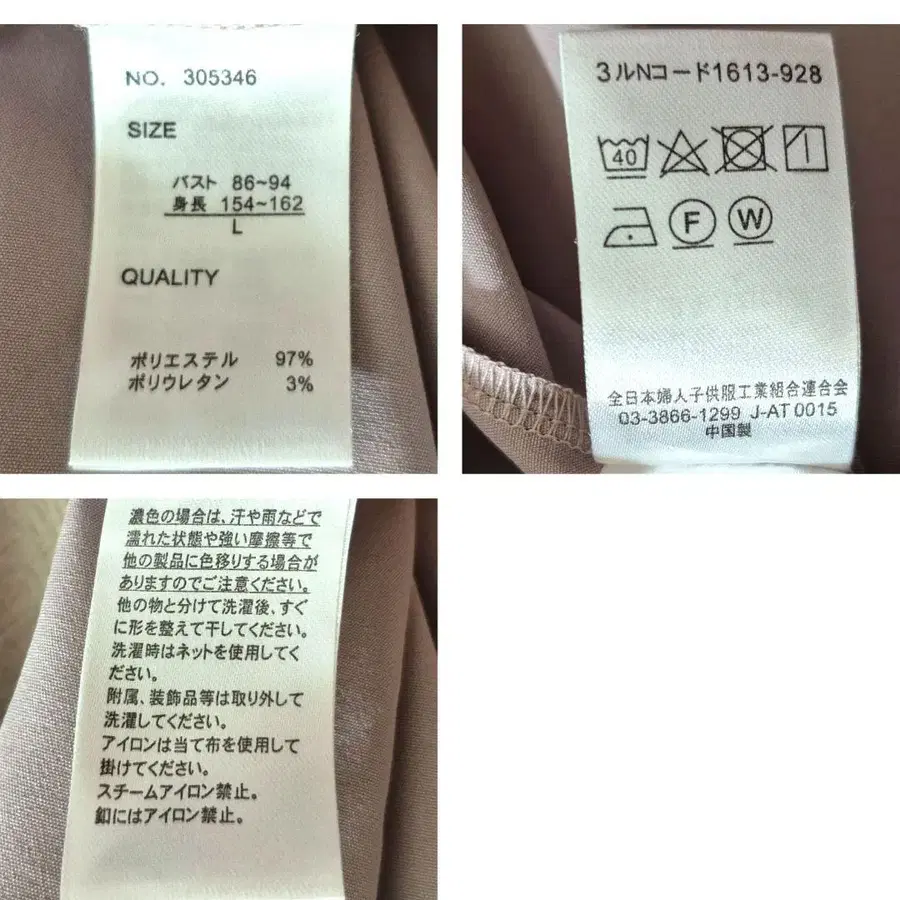 NO. 305346
SIZE
バスト 86~94
身長 154~162
L
QUALITY
ポリエステル 97%
ポリウレタン 3%
3ルNコード1613-928
40
F W
全日本婦人子供服工業組合連合会
03-3866-1299 J-AT 0015
中国製
濃色の場合は、汗や雨などで
濡れた状態や強い摩擦等で
他の製品に色移りする場合が
ありますのでご注意ください。
他の物と分けて洗濯後、すぐ
に形を整えて干してください。
洗濯時はネットを使用してく
ださい。
附属、装飾品等は取り外して
洗濯してください。
アイロンは当て布を使用して
掛けてください。
スチームアイロン禁止。
釦にはアイロン禁止。